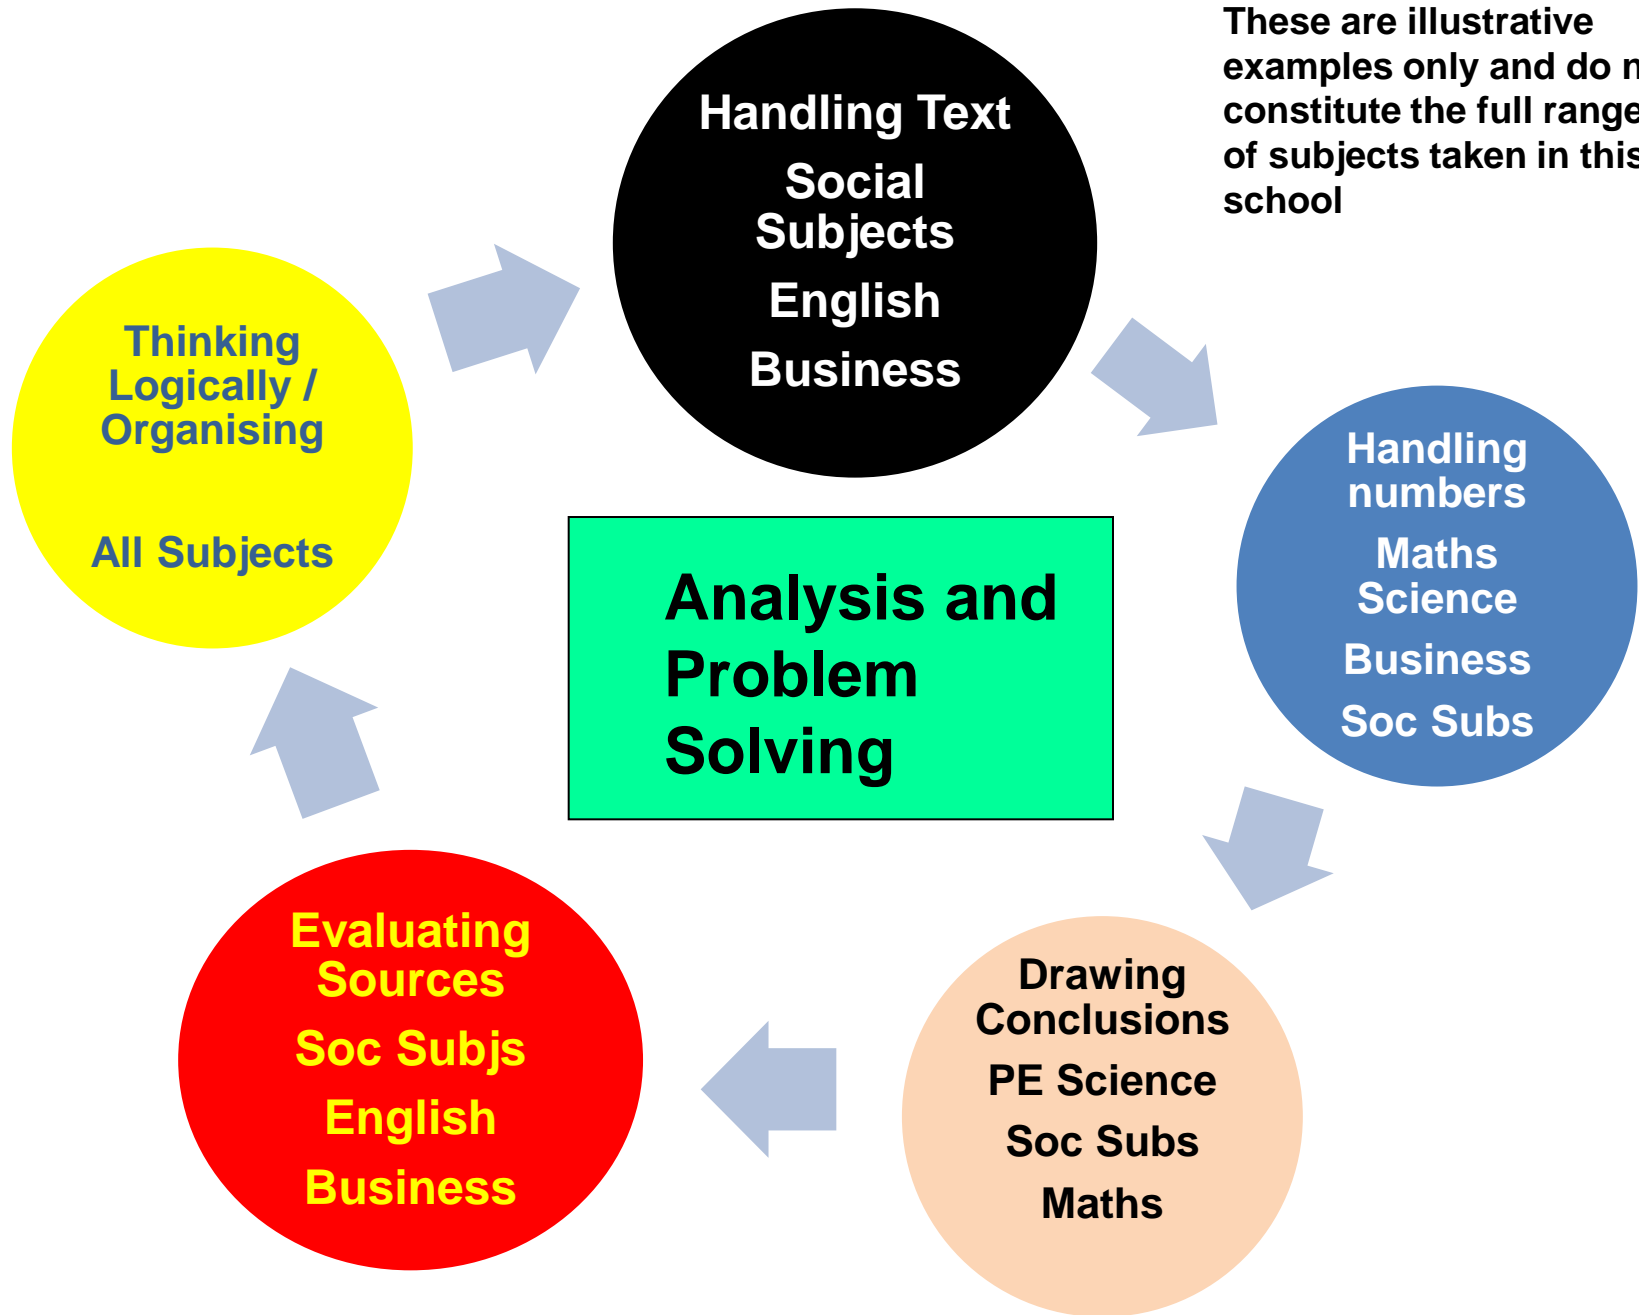 These are illustrative
examples only and do n
constitute the full range
of subjects taken in this
school
Handling Text
Social
Subjects
English
Business
Handling
numbers
Maths
Science
Business
Soc Subs
Drawing
Conclusions
PE Science
Soc Subs
Maths
Evaluating
Sources
Soc Subjs
English
Business
Thinking
Logically /
Organising
All Subjects
Analysis and
Problem
Solving